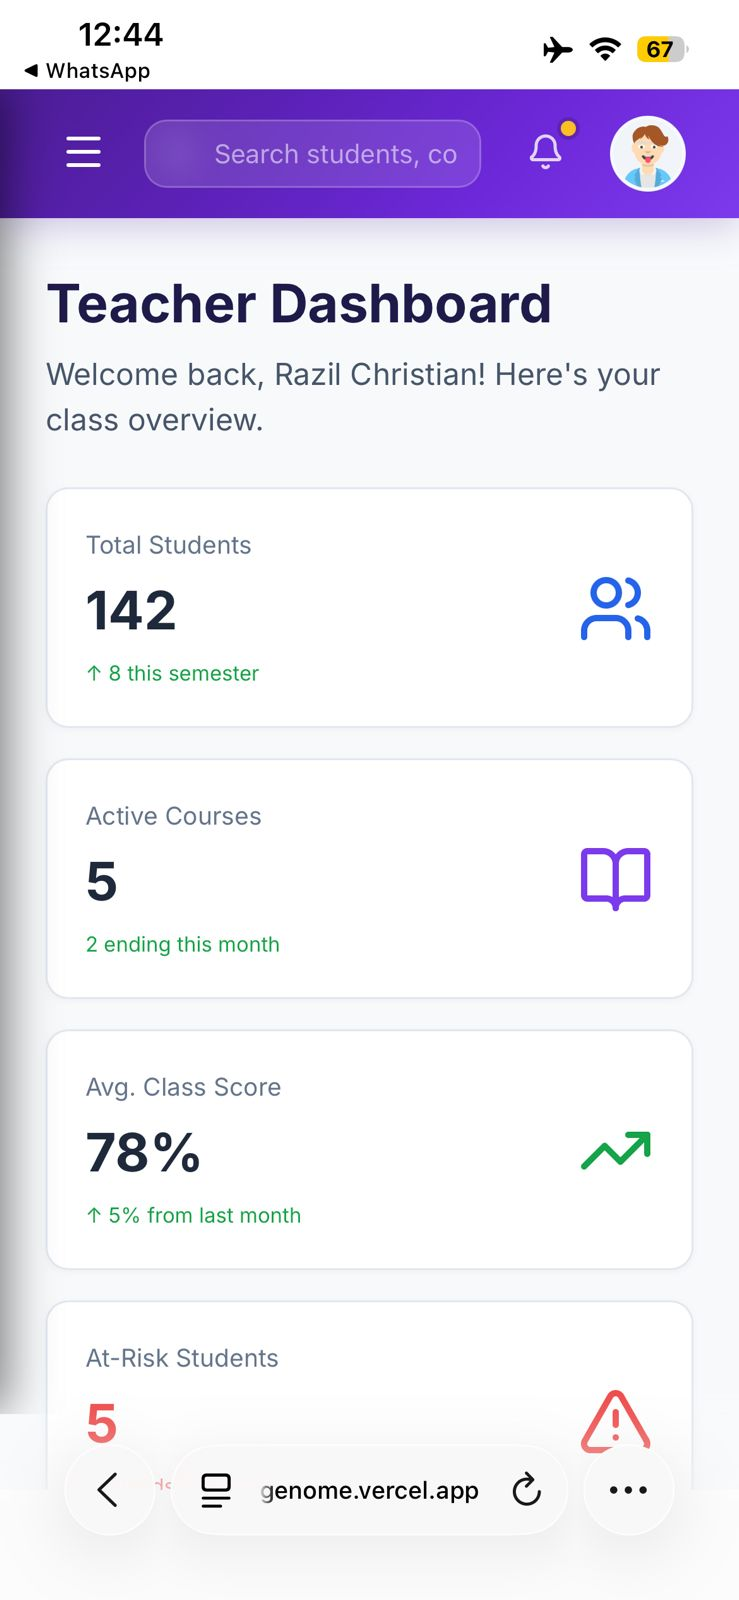 12:44
67
◀ WhatsApp
Search students, co
Teacher Dashboard
Welcome back, Razil Christian! Here's your
class overview.
Total Students
142
↑ 8 this semester
Active Courses
5
2 ending this month
Avg. Class Score
78%
↑ 5% from last month
At-Risk Students
5
genome.vercel.app